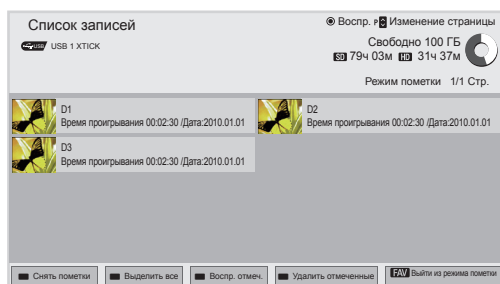 Список записей
◉ Воспр. P Изменение страницы
USB USB 1 XTICK
Свободно 100 ГБ
SD 79ч 03м HD 31ч 37м
Режим пометки 1/1 Стр.
D1
Время проигрывания 00:02:30 /Дата:2010.01.01
D2
Время проигрывания 00:02:30 /Дата:2010.01.01
D3
Время проигрывания 00:02:30 /Дата:2010.01.01
Снять пометки Выделить все Воспр. отмеч. Удалить отмеченные FAV Выйти из режима пометки